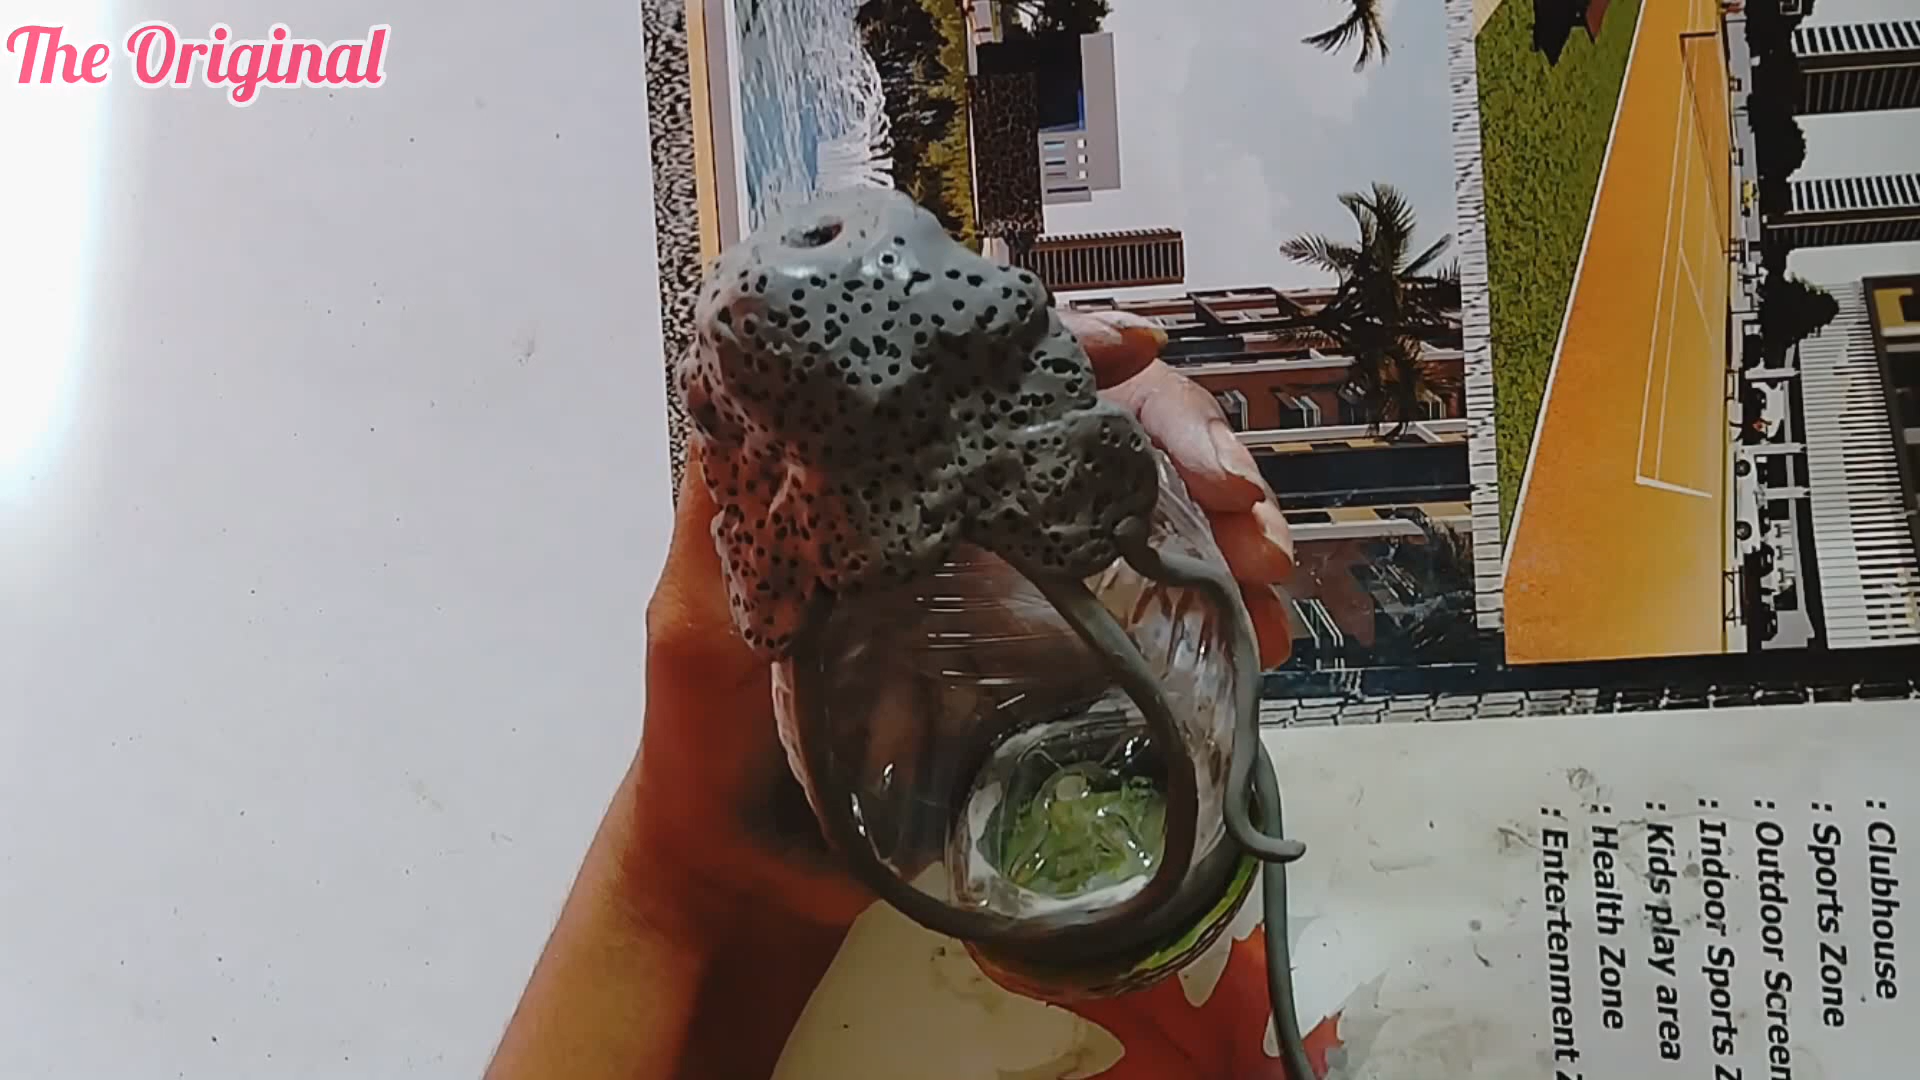 The Original
: Clubhouse
: Sports Zone
: Outdoor Screen
: Indoor Sports Z
: Kids play area
: Health Zone
: Entertenment Z